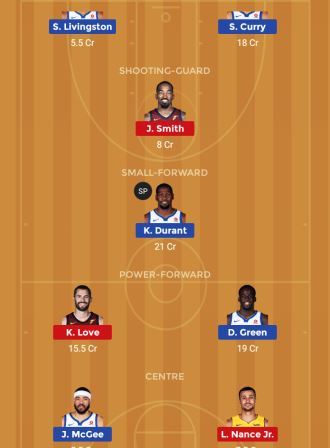 S. Livingston
S. Curry
5.5 Cr
18 Cr
SHOOTING-GUARD
J. Smith
8 Cr
SMALL-FORWARD
SP
K. Durant
21 Cr
POWER-FORWARD
K. Love
D. Green
15.5 Cr
19 Cr
CENTRE
J. McGee
L. Nance Jr.